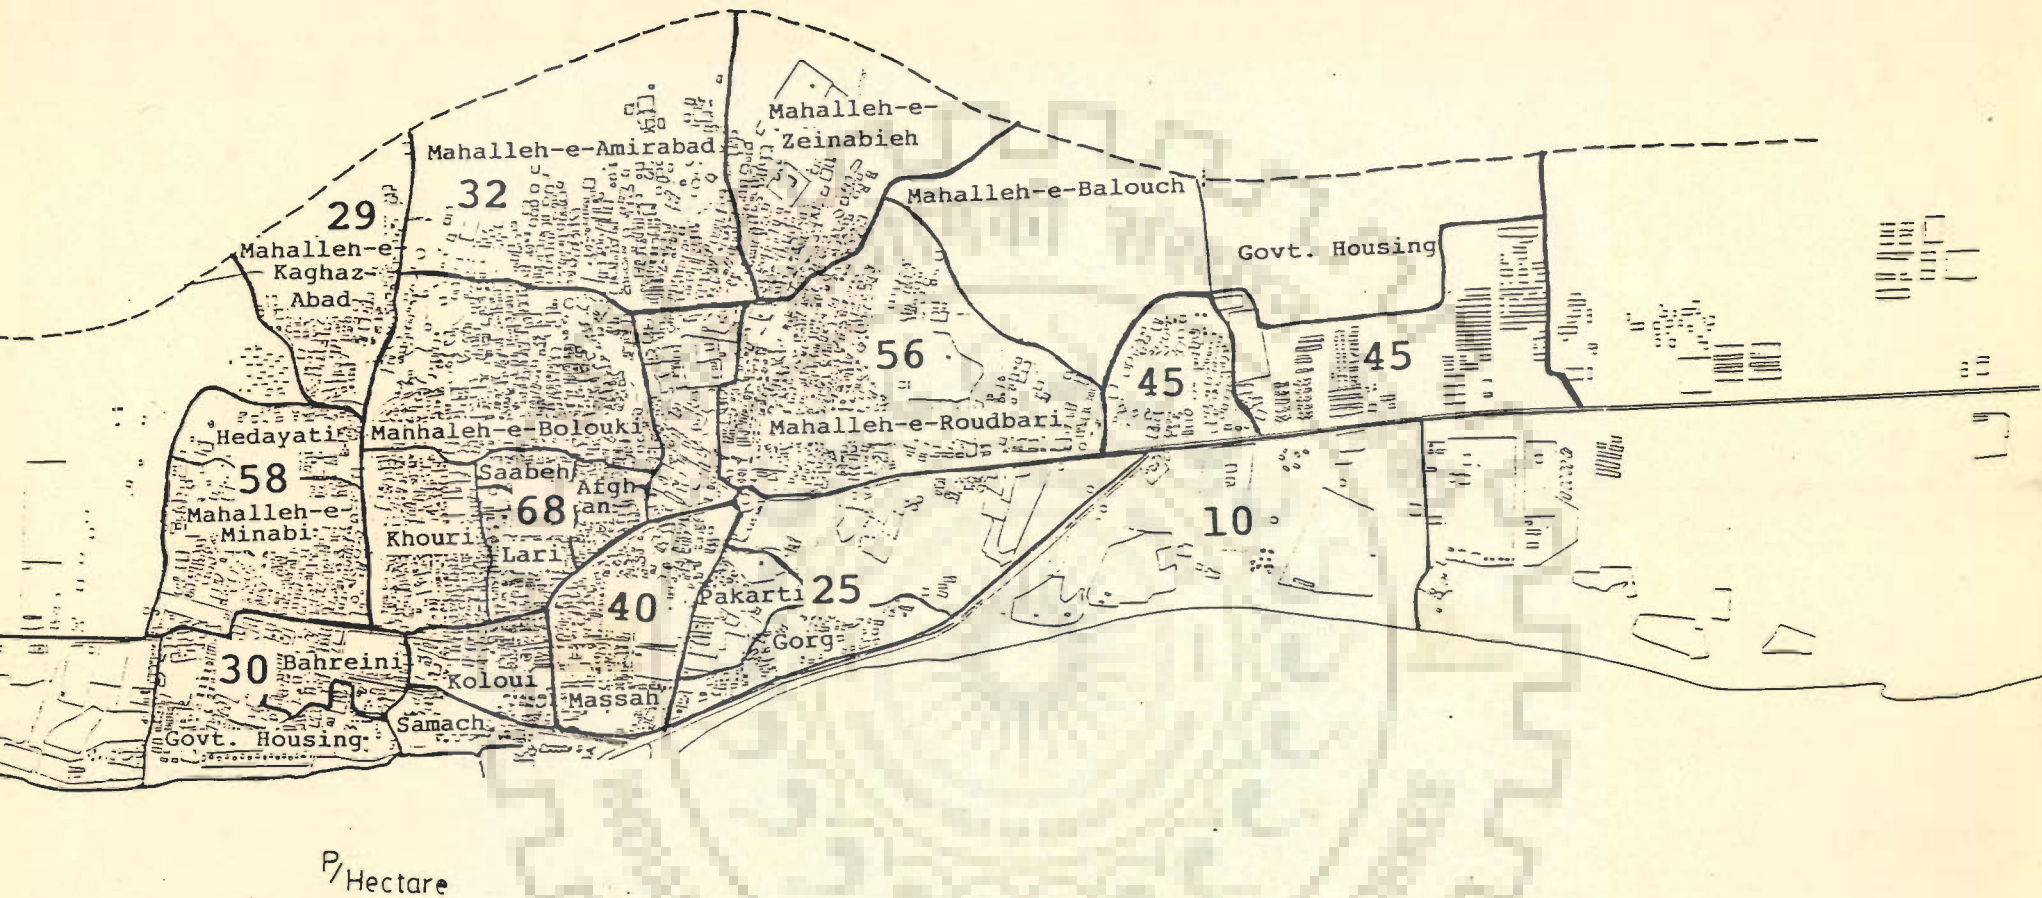 Mahalleh-e-
Zeinabieh
Mahalleh-e-Amirabad
32
Mahalleh-e-Balouch
29
Mahalleh-e-
Kaghaz-
Abad
Govt. Housing
56
45
45
Mahalleh-e-Roudbari
Hedayati
Manhaleh-e-Bolouki
58
Saabeh
Afgh
an
68
Mahalleh-e-
Minabi
Khouri
Lari
10
40
Pakarti
25
Gorg
30
Bahreini
Koloui
Massah
Samach
Govt. Housing
P/Hectare